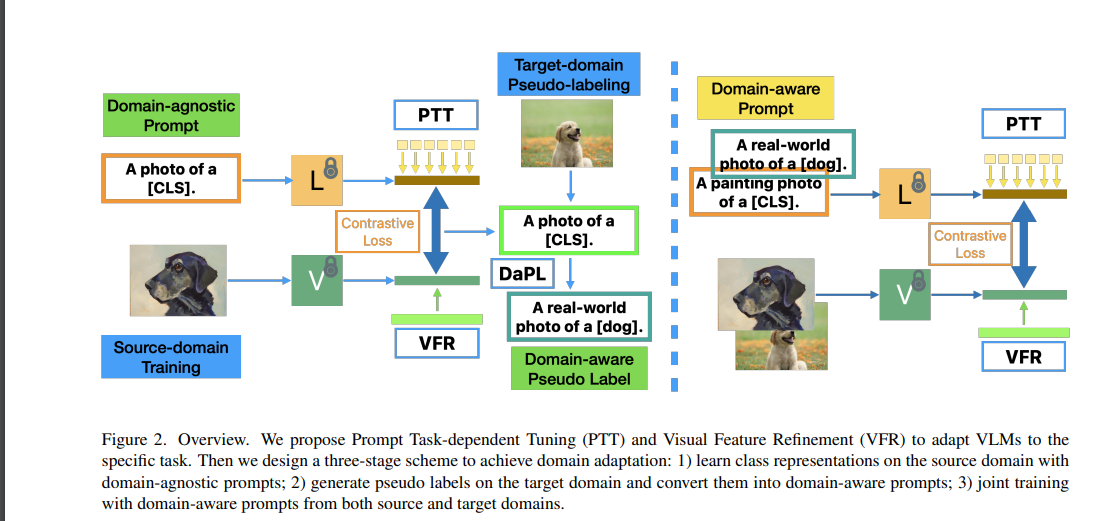 Domain-agnostic
Prompt
A photo of a
[CLS].
L
PTT
Contrastive
Loss
V
VFR
Source-domain
Training
Target-domain
Pseudo-labeling
A photo of a
[CLS].
DaPL
A real-world
photo of a [dog].
Domain-aware
Pseudo Label
Domain-aware
Prompt
A real-world
photo of a [dog].
A painting photo
of a [CLS].
L
PTT
Contrastive
Loss
V
VFR
Figure 2. Overview. We propose Prompt Task-dependent Tuning (PTT) and Visual Feature Refinement (VFR) to adapt VLMs to the
specific task. Then we design a three-stage scheme to achieve domain adaptation: 1) learn class representations on the source domain with
domain-agnostic prompts; 2) generate pseudo labels on the target domain and convert them into domain-aware prompts; 3) joint training
with domain-aware prompts from both source and target domains.